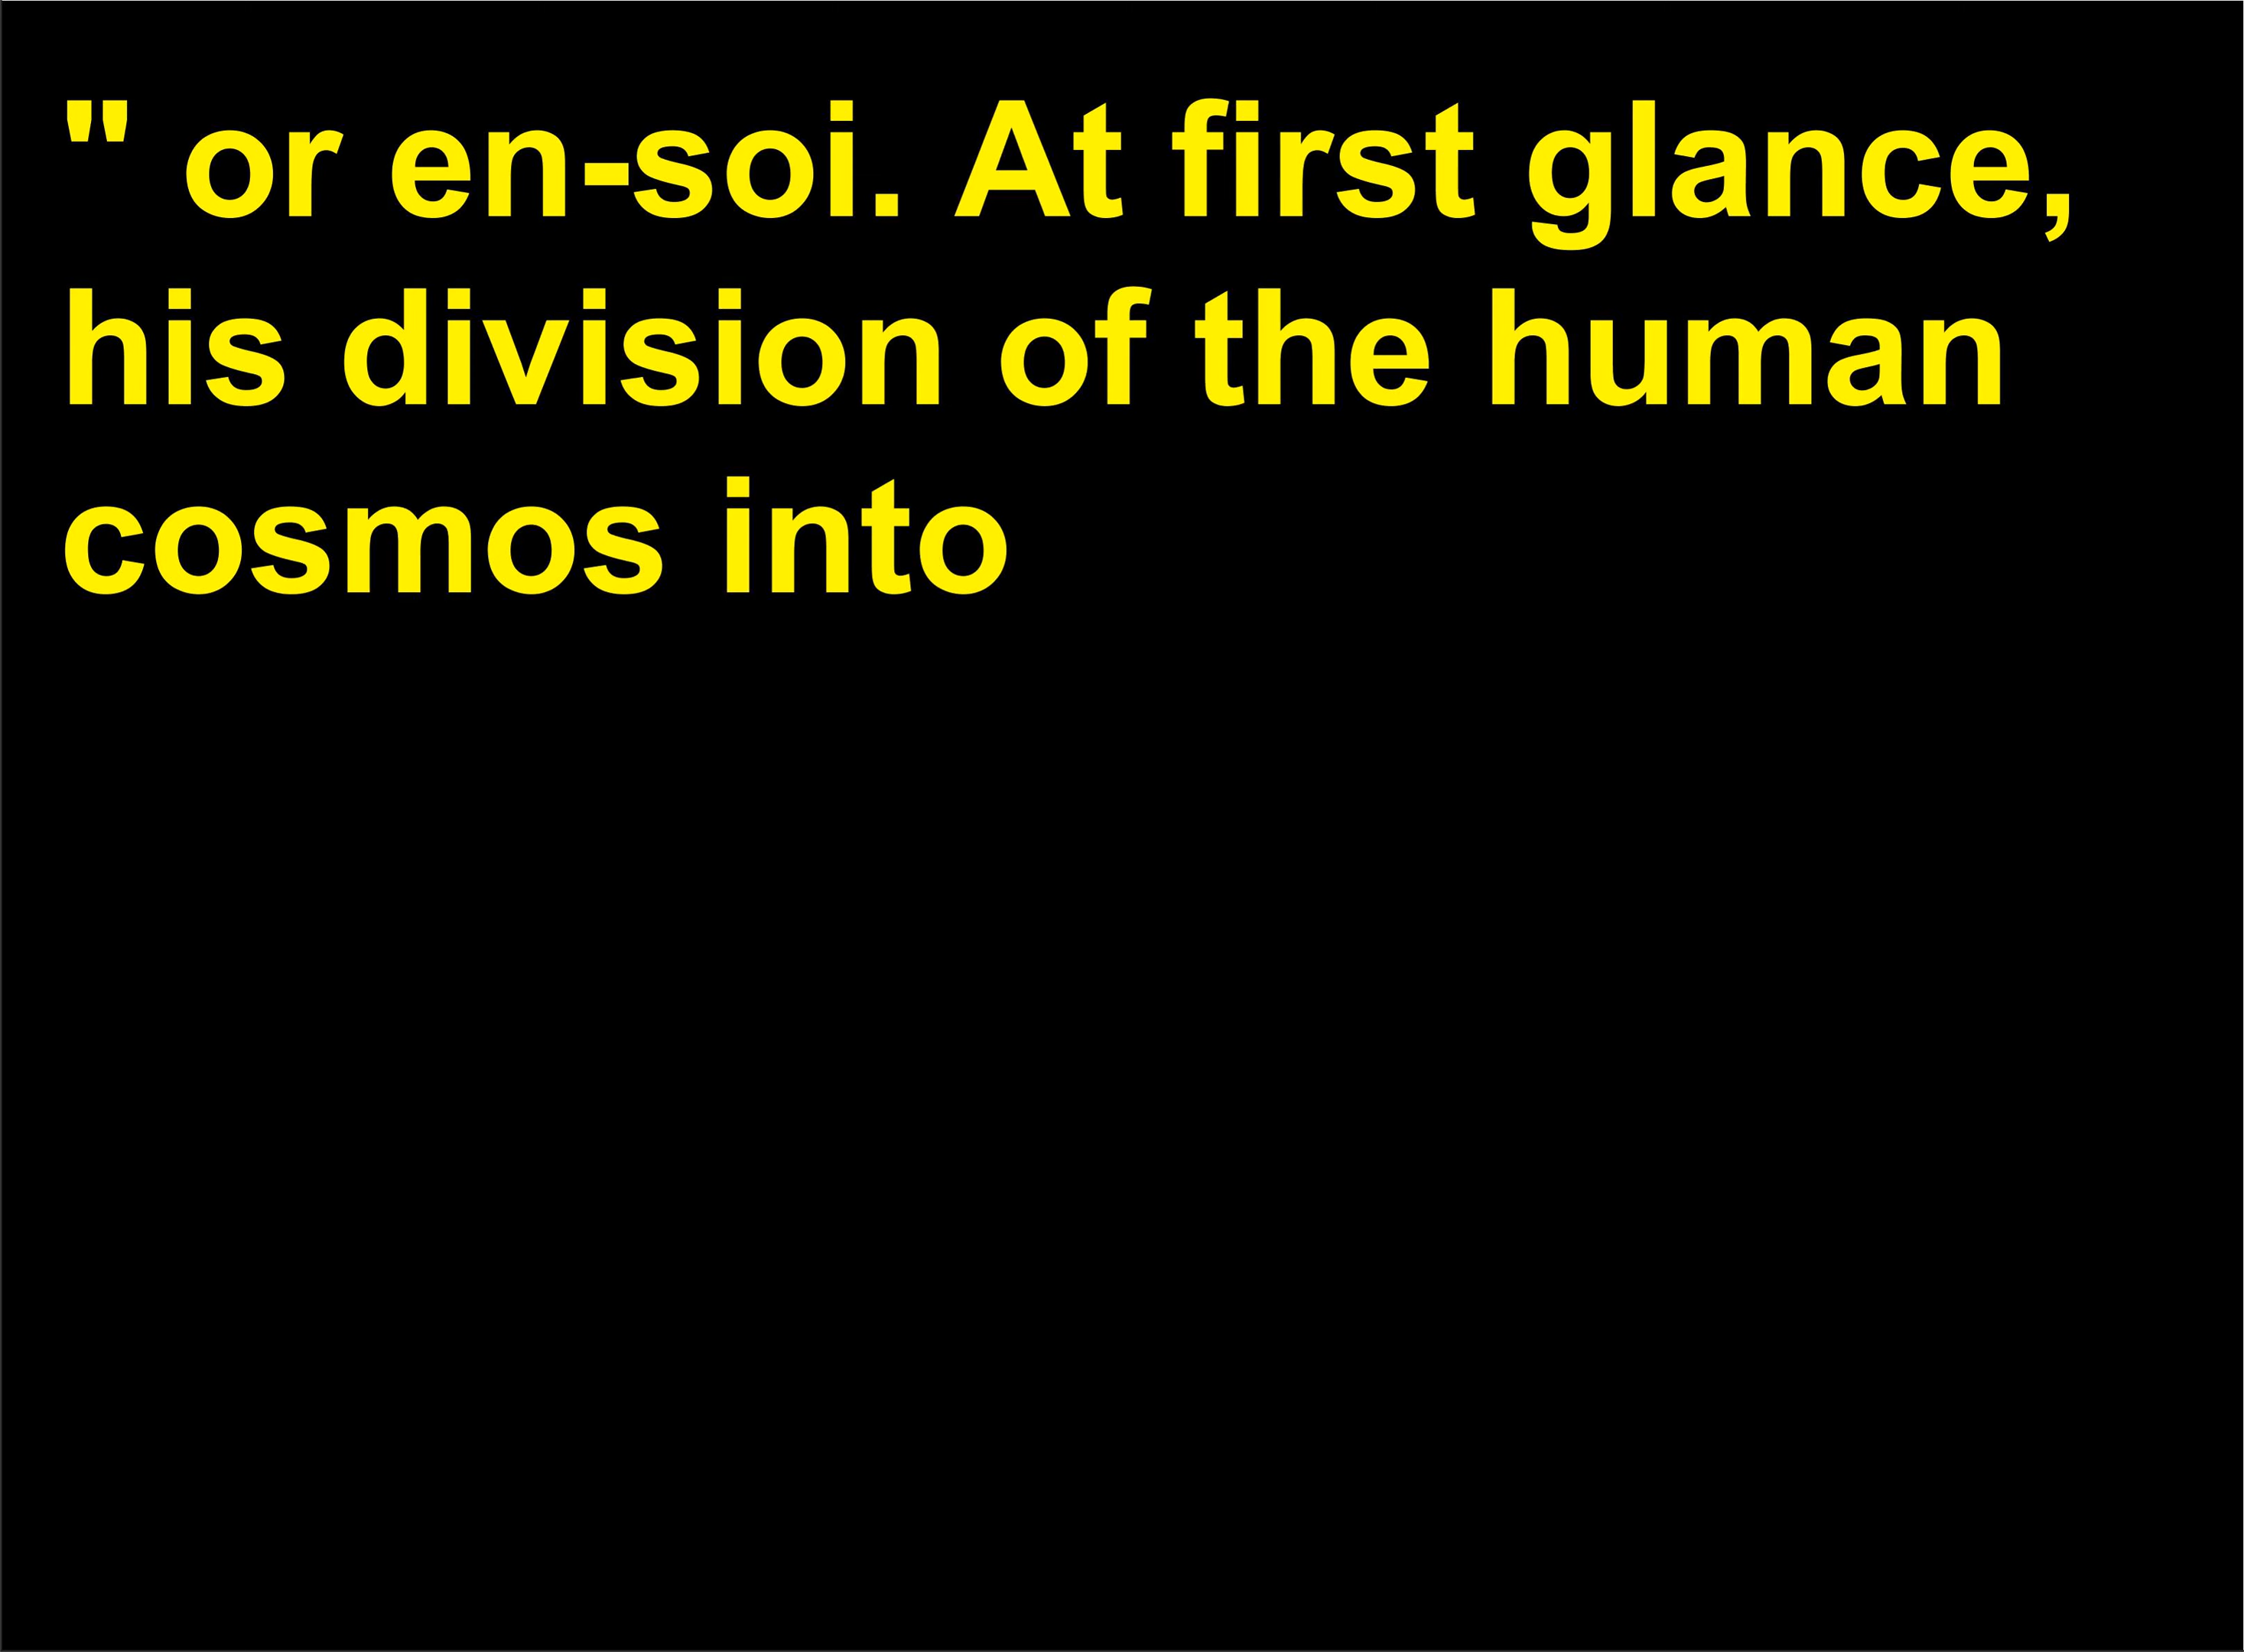 " or en-soi. At first glance,
his division of the human
cosmos into